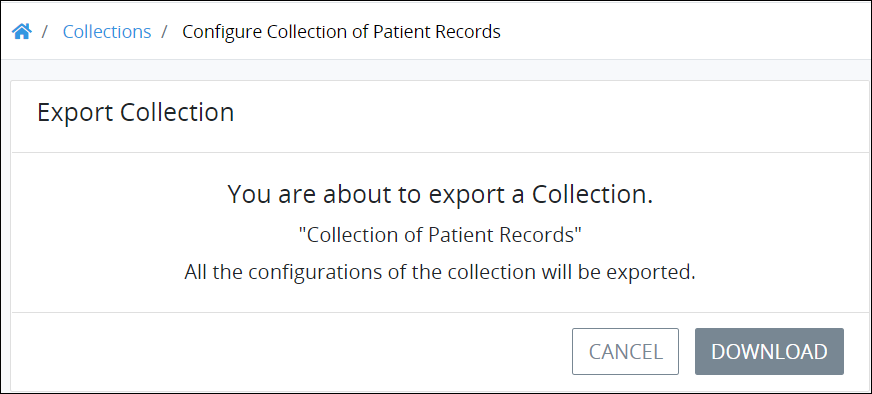 / Collections / Configure Collection of Patient Records
Export Collection
You are about to export a Collection.
"Collection of Patient Records"
All the configurations of the collection will be exported.
CANCEL DOWNLOAD